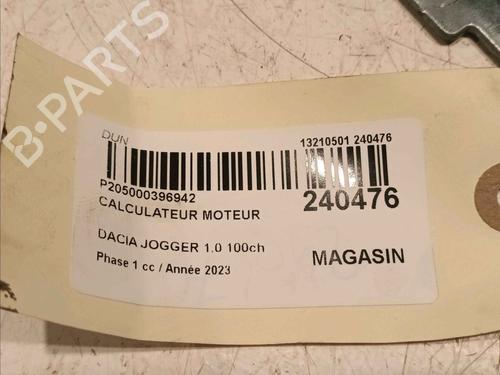 B-PARTS
DUN
13210501 240476
P205000396942
CALCULATEUR MOTEUR
240476
DACIA JOGGER 1.0 100ch
Phase 1 cc / Année 2023
MAGASIN